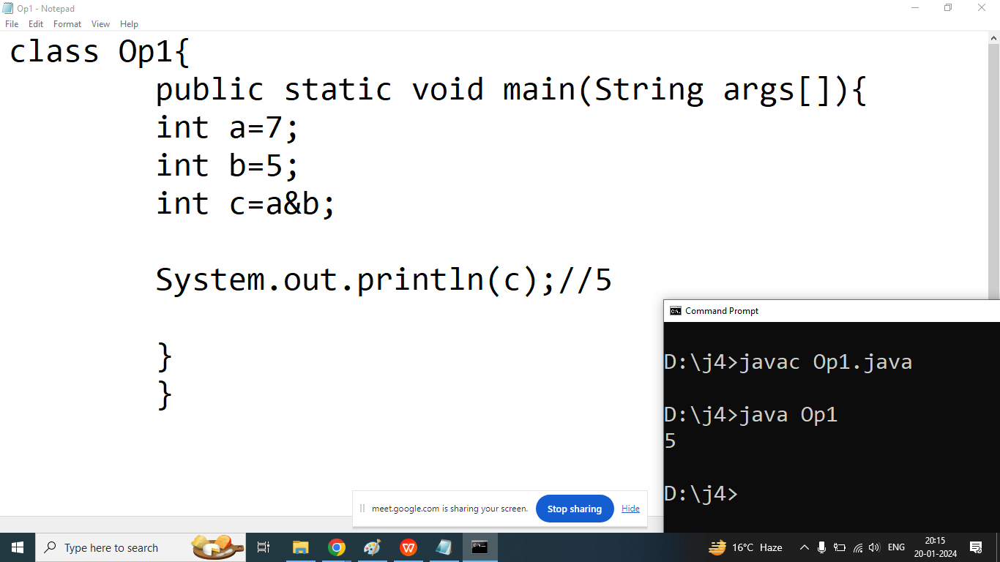 Op1 - Notepad
File Edit Format View Help
class Op1{
public static void main(String args[]){
int a=7;
int b=5;
int c=a&b;
System.out.println(c);//5
}
}
Command Prompt
D:\j4>javac Op1.java
D:\j4>java Op1
5
D:\j4>
meet.google.com is sharing your screen. Stop sharing Hide
Type here to search
16°C Haze
ENG
20:15
20-01-2024